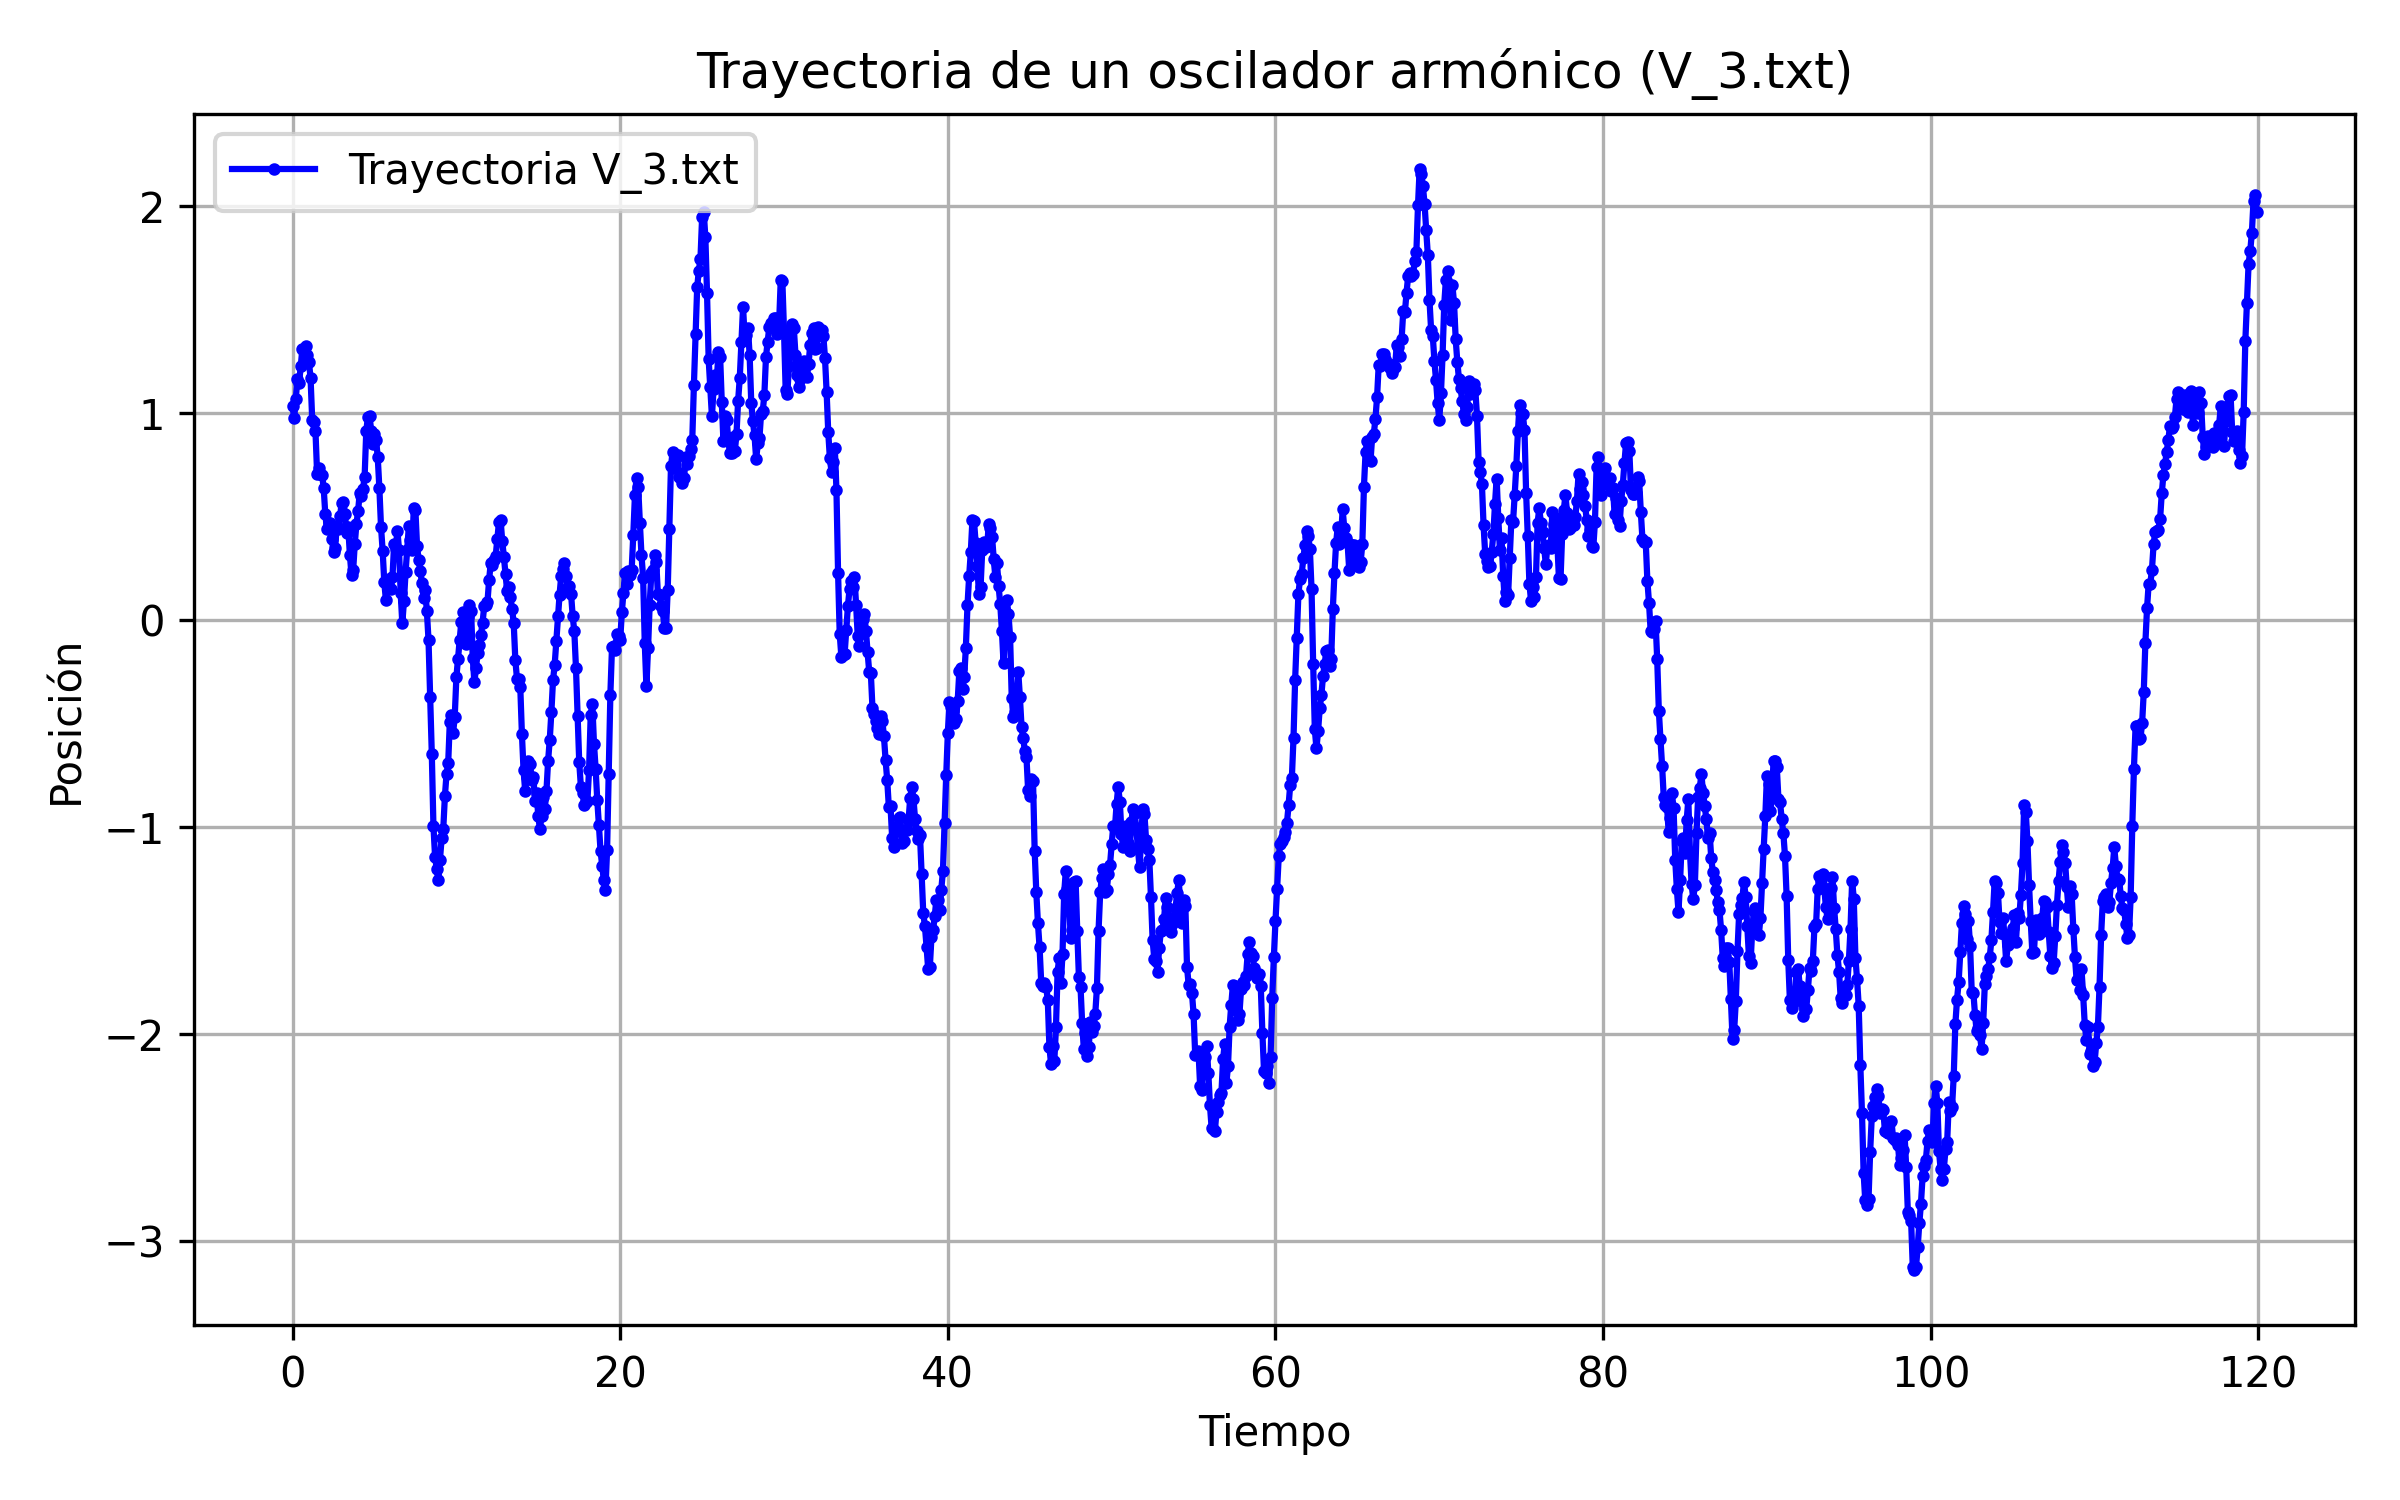 Trayectoria de un oscilador armónico (V_3.txt)
Trayectoria V_3.txt
2
1
0
−1
−2
−3
Posición
0 20 40 60 80 100 120
Tiempo